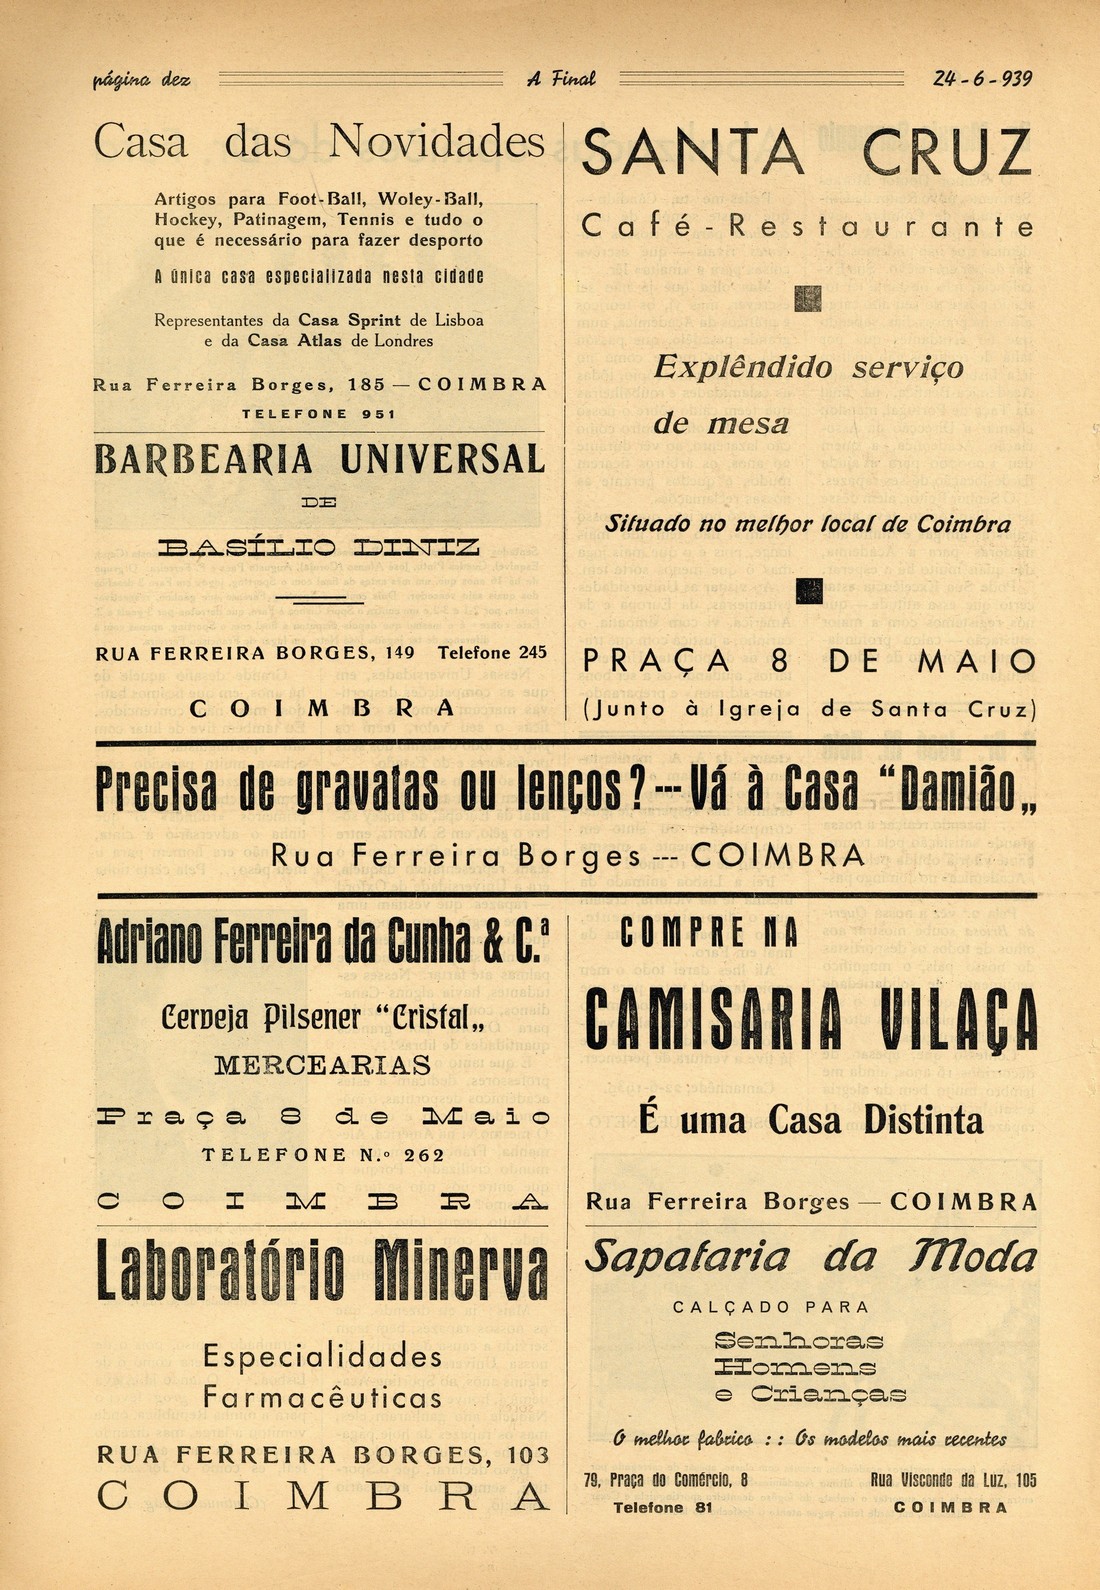 página dez
A Final
24-6-939
Casa das Novidades
Artigos para Foot-Ball, Woley-Ball,
Hockey, Patinagem, Tennis e tudo o
que é necessário para fazer desporto
A única casa especializada nesta cidade
Representantes da Casa Sprint de Lisboa
e da Casa Atlas de Londres
Rua Ferreira Borges, 185 — COIMBRA
TELEFONE 951
BARBEARIA UNIVERSAL
DE
BASÍLIO DINIZ
RUA FERREIRA BORGES, 149 Telefone 245
COIMBRA
SANTA CRUZ
Café-Restaurante
Explêndido serviço
de mesa
Situado no melhor local de Coimbra
PRAÇA 8 DE MAIO
(Junto à Igreja de Santa Cruz)
Precisa de gravatas ou lenços? --- Vá à Casa “Damião„
Rua Ferreira Borges --- COIMBRA
Adriano Ferreira da Cunha & C.ª
Cerveja Pilsener “Cristal„
MERCEARIAS
Praça 8 de Maio
TELEFONE N.º 262
COIMBRA
Laboratório Minerva
Especialidades
Farmacêuticas
RUA FERREIRA BORGES, 103
COIMBRA
COMPRE NA
CAMISARIA VILAÇA
É uma Casa Distinta
Rua Ferreira Borges — COIMBRA
Sapataria da Moda
CALÇADO PARA
Senhoras
Homens
e Crianças
O melhor fabrico : : Os modelos mais recentes
79, Praça do Comércio, 8 Rua Visconde da Luz, 105
Telefone 81 COIMBRA